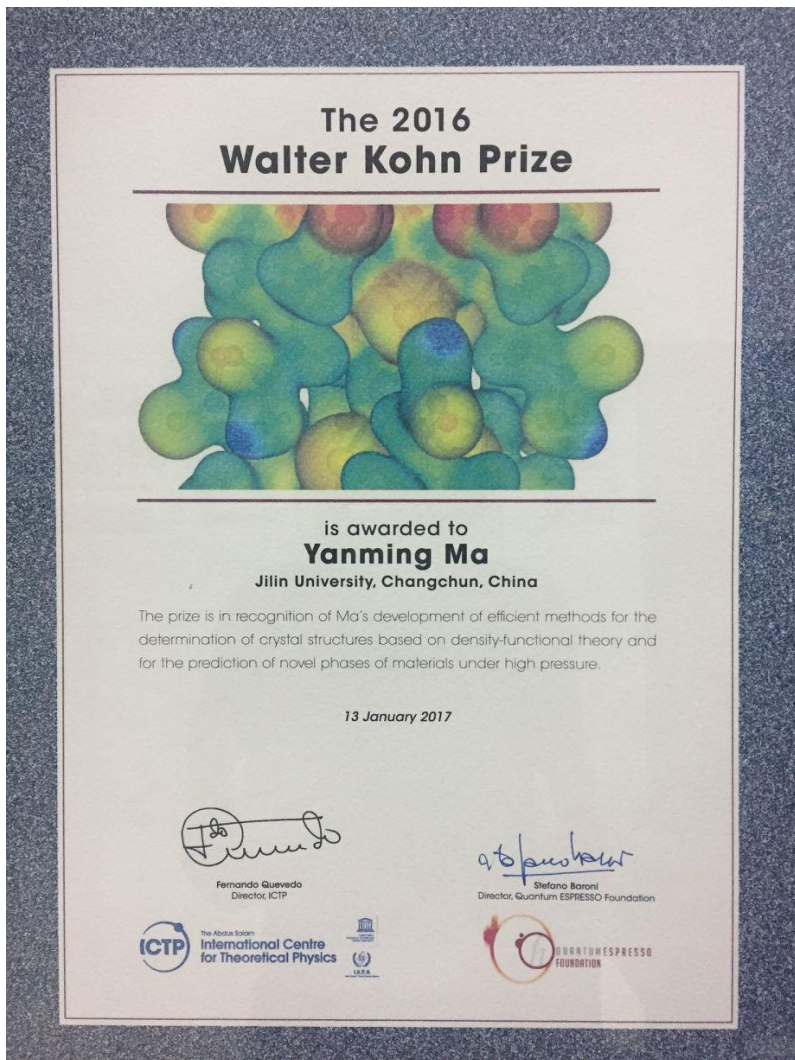 The 2016
Walter Kohn Prize
is awarded to
Yanming Ma
Jilin University, Changchun, China
The prize is in recognition of Ma's development of efficient methods for the
determination of crystal structures based on density-functional theory and
for the prediction of novel phases of materials under high pressure.
13 January 2017
Fernando Quevedo
Director, ICTP
Stefano Baroni
Director, Quantum ESPRESSO Foundation
ICTP
The Abdus Salam
International Centre
for Theoretical Physics
IAEA
QUANTUMESPRESSO
FOUNDATION